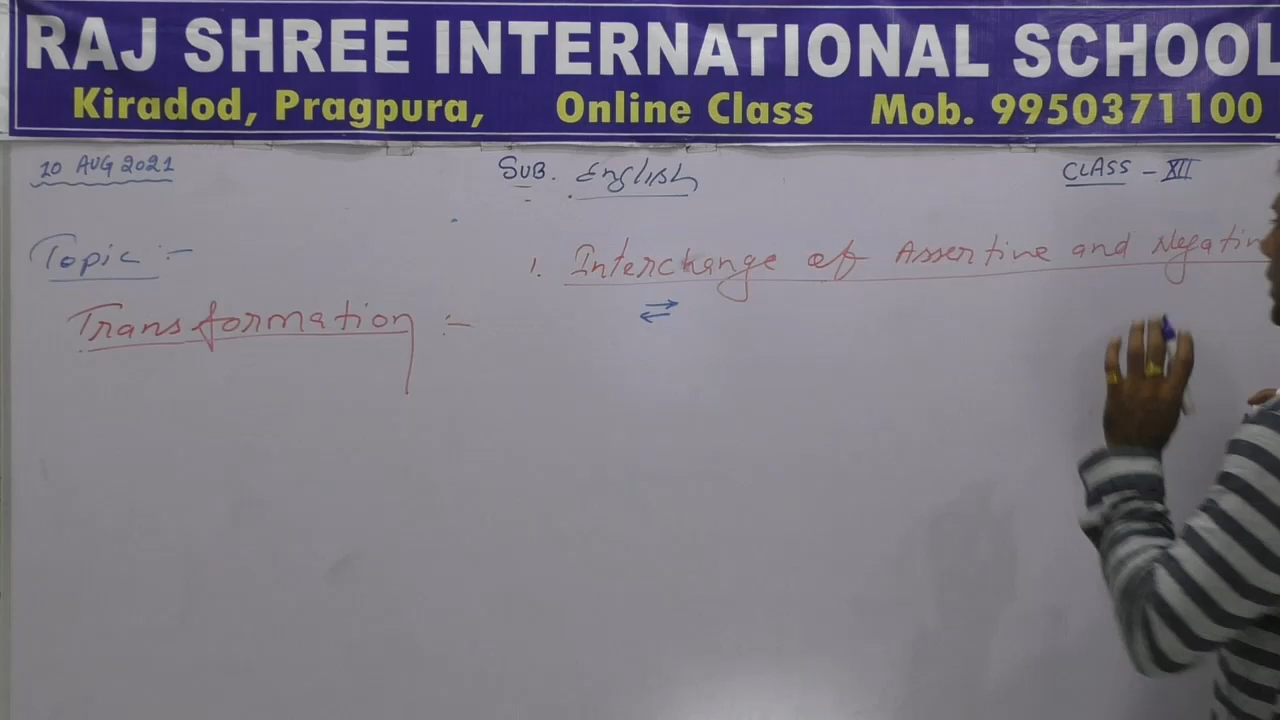 RAJ SHREE INTERNATIONAL SCHOOL
Kiradod, Pragpura, Online Class Mob. 9950371100
10 AUG 2021 SUB. English CLASS - XII
Topic :-
1. Interchange of Assertive and Negativ
Transformation :-